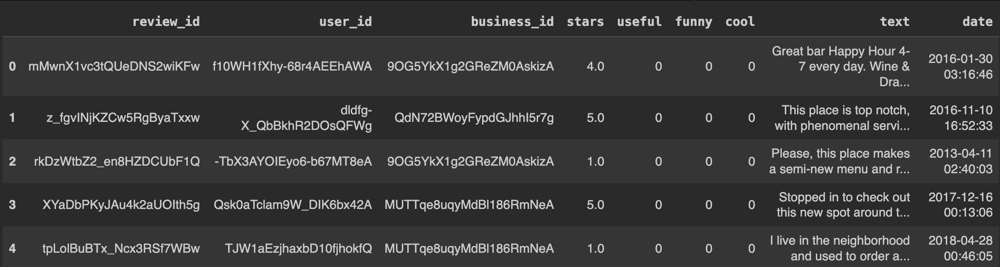 review_id user_id business_id stars useful funny cool text date
0 mMwnX1vc3tQUeDNS2wiKFw f10WH1fXhy-68r4AEEhAWA 9OG5YkX1g2GReZM0AskizA 4.0 0 0 0 Great bar Happy Hour 4-
7 every day. Wine &
Dra... 2016-01-30
03:16:46
1 z_fgvINjKZCw5RgByaTxxw dldfg-
X_QbBkhR2DOsQFWg QdN72BWoyFypdGJhhI5r7g 5.0 0 0 0 This place is top notch,
with phenomenal servi... 2016-11-10
16:52:33
2 rkDzWtbZ2_en8HZDCUbF1Q -TbX3AYOIEyo6-b67MT8eA 9OG5YkX1g2GReZM0AskizA 1.0 0 0 0 Please, this place makes
a semi-new menu and r... 2013-04-11
02:40:03
3 XYaDbPKyJAu4k2aUOIth5g Qsk0aTclam9W_DIK6bx42A MUTTqe8uqyMdBl186RmNeA 5.0 0 0 0 Stopped in to check out
this new spot around t... 2017-12-16
00:13:06
4 tpLolBuBTx_Ncx3RSf7WBw TJW1aEzjhaxbD10fjhokfQ MUTTqe8uqyMdBl186RmNeA 1.0 0 0 0 I live in the neighborhood
and used to order a... 2018-04-28
00:46:05